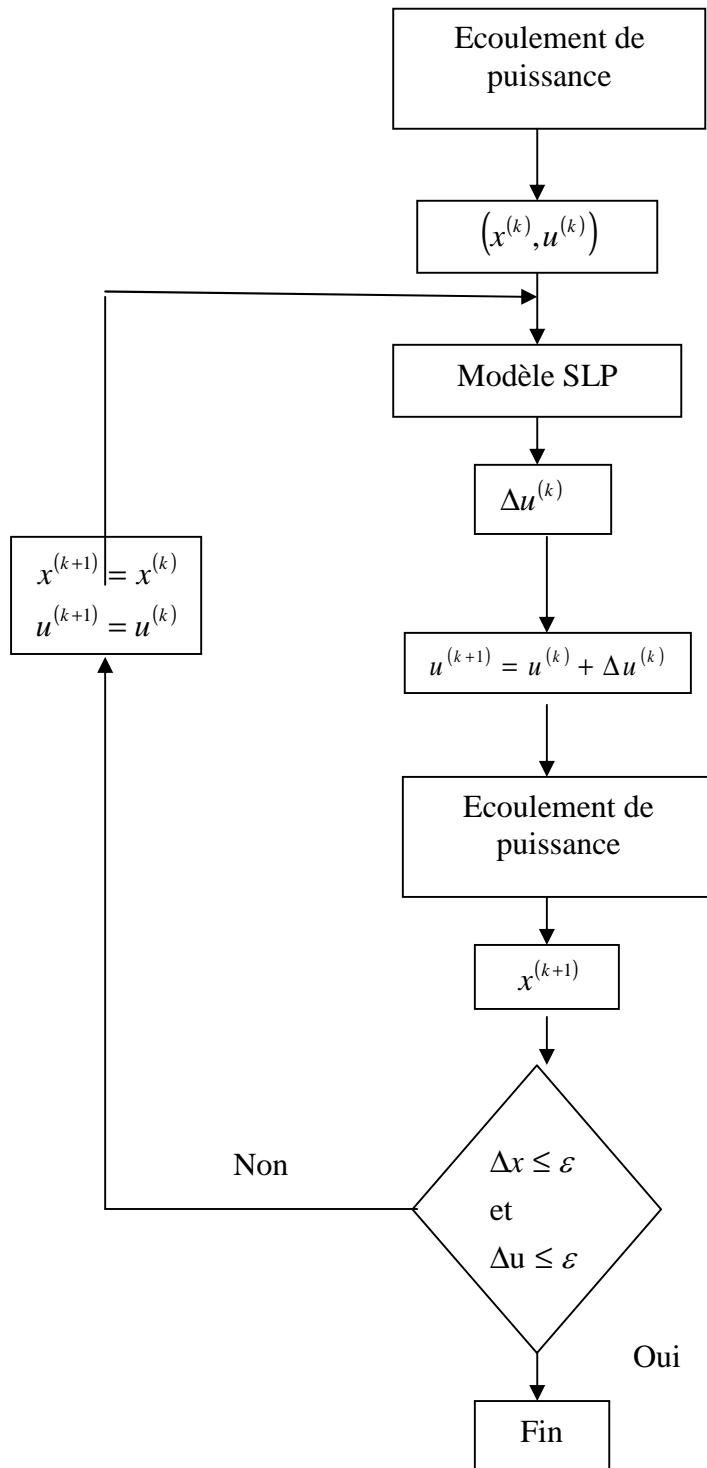 Ecoulement de
puissance
(x^(k), u^(k))
Modèle SLP
Δu^(k)
x^(k+1) = x^(k)
u^(k+1) = u^(k)
u^(k+1) = u^(k) + Δu^(k)
Ecoulement de
puissance
x^(k+1)
Non
Δx ≤ ε
et
Δu ≤ ε
Oui
Fin